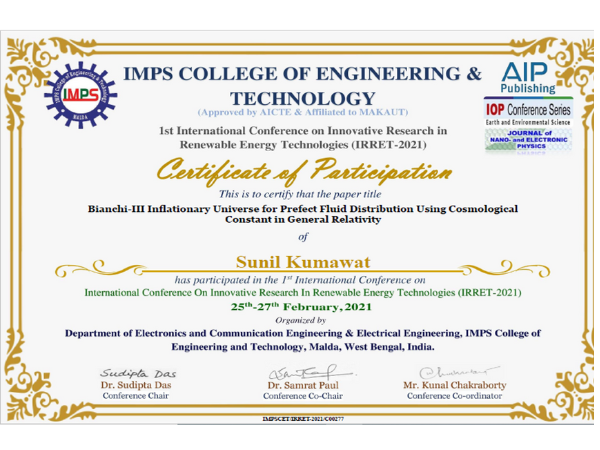 IMPS COLLEGE OF ENGINEERING &
TECHNOLOGY
(Approved by AICTE & Affiliated to MAKAUT)
IMPS
MALDA
AIP
Publishing
IOP Conference Series
Earth and Environmental Science
JOURNAL of
NANO- and ELECTRONIC
PHYSICS
1st International Conference on Innovative Research in
Renewable Energy Technologies (IRRET-2021)
Certificate of Participation
This is to certify that the paper title
Bianchi-III Inflationary Universe for Prefect Fluid Distribution Using Cosmological
Constant in General Relativity
of
Sunil Kumawat
has participated in the 1st International Conference on
International Conference On Innovative Research In Renewable Energy Technologies (IRRET-2021)
25th-27th February, 2021
Organized by
Department of Electronics and Communication Engineering & Electrical Engineering, IMPS College of
Engineering and Technology, Malda, West Bengal, India.
Sudipta Das
Dr. Sudipta Das
Conference Chair
Dr. Samrat Paul
Conference Co-Chair
Mr. Kunal Chakraborty
Conference Co-ordinator
IMPSCET/IRRET-2021/C00277